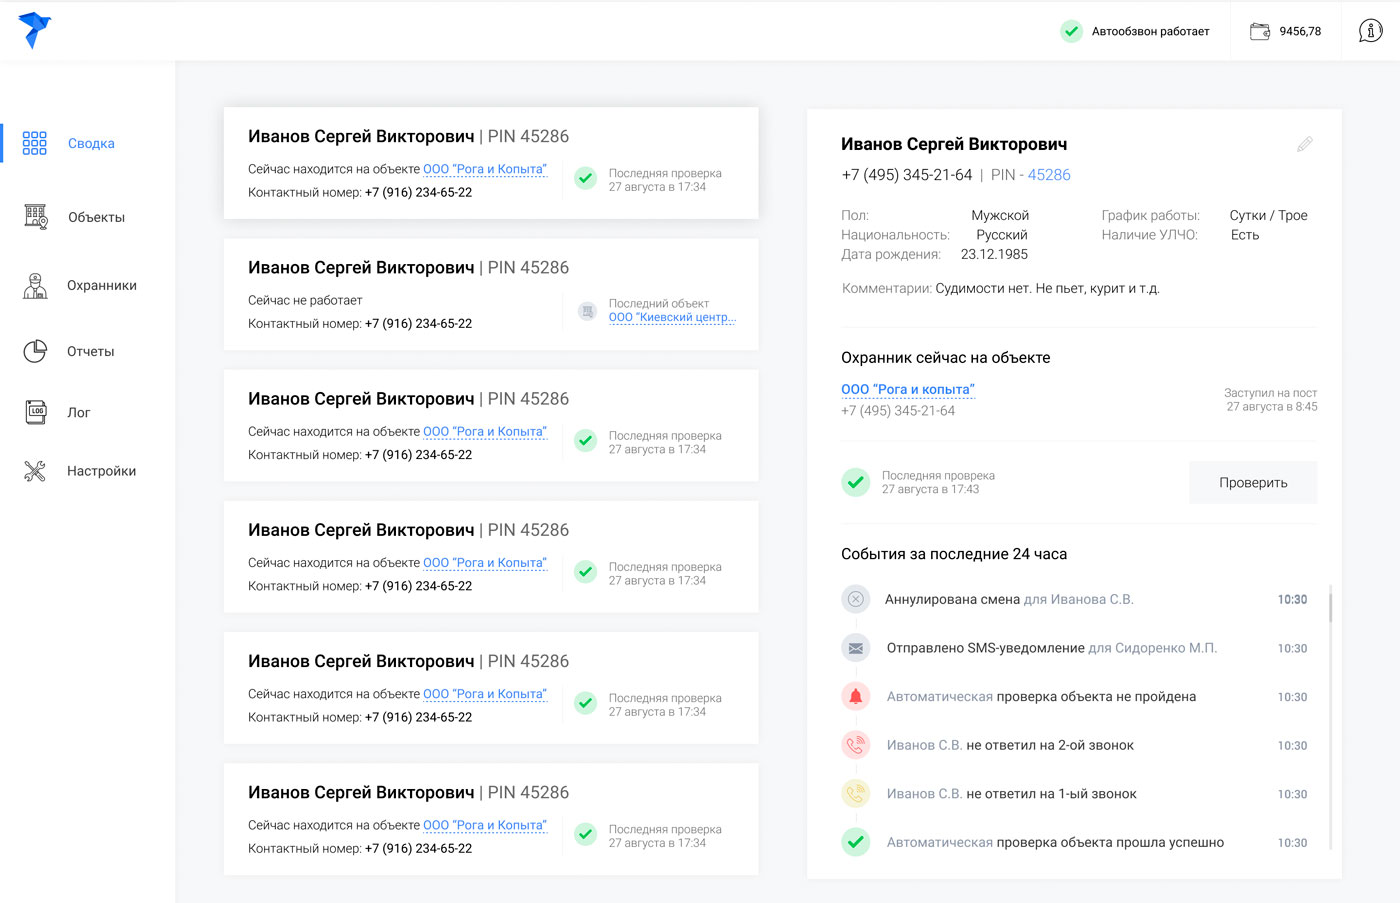 Автообзвон работает
9456,78
Сводка
Объекты
Охранники
Отчеты
LOG
Лог
Настройки
Иванов Сергей Викторович | PIN 45286
Сейчас находится на объекте ООО “Рога и Копыта”
Контактный номер: +7 (916) 234-65-22
Последняя проверка
27 августа в 17:34
Иванов Сергей Викторович | PIN 45286
Сейчас не работает
Контактный номер: +7 (916) 234-65-22
Последний объект
ООО “Киевский центр...
Иванов Сергей Викторович | PIN 45286
Сейчас находится на объекте ООО “Рога и Копыта”
Контактный номер: +7 (916) 234-65-22
Последняя проверка
27 августа в 17:34
Иванов Сергей Викторович | PIN 45286
Сейчас находится на объекте ООО “Рога и Копыта”
Контактный номер: +7 (916) 234-65-22
Последняя проверка
27 августа в 17:34
Иванов Сергей Викторович | PIN 45286
Сейчас находится на объекте ООО “Рога и Копыта”
Контактный номер: +7 (916) 234-65-22
Последняя проверка
27 августа в 17:34
Иванов Сергей Викторович | PIN 45286
Сейчас находится на объекте ООО “Рога и Копыта”
Контактный номер: +7 (916) 234-65-22
Последняя проверка
27 августа в 17:34
Иванов Сергей Викторович
+7 (495) 345-21-64 | PIN - 45286
Пол: Мужской
Национальность: Русский
Дата рождения: 23.12.1985
График работы: Сутки / Трое
Наличие УЛЧО: Есть
Комментарии: Судимости нет. Не пьет, курит и т.д.
Охранник сейчас на объекте
ООО “Рога и копыта”
+7 (495) 345-21-64
Заступил на пост
27 августа в 8:45
Последняя проврека
27 августа в 17:43
Проверить
События за последние 24 часа
Аннулирована смена для Иванова С.В. 10:30
Отправлено SMS-уведомление для Сидоренко М.П. 10:30
Автоматическая проверка объекта не пройдена 10:30
Иванов С.В. не ответил на 2-ой звонок 10:30
Иванов С.В. не ответил на 1-ый звонок 10:30
Автоматическая проверка объекта прошла успешно 10:30